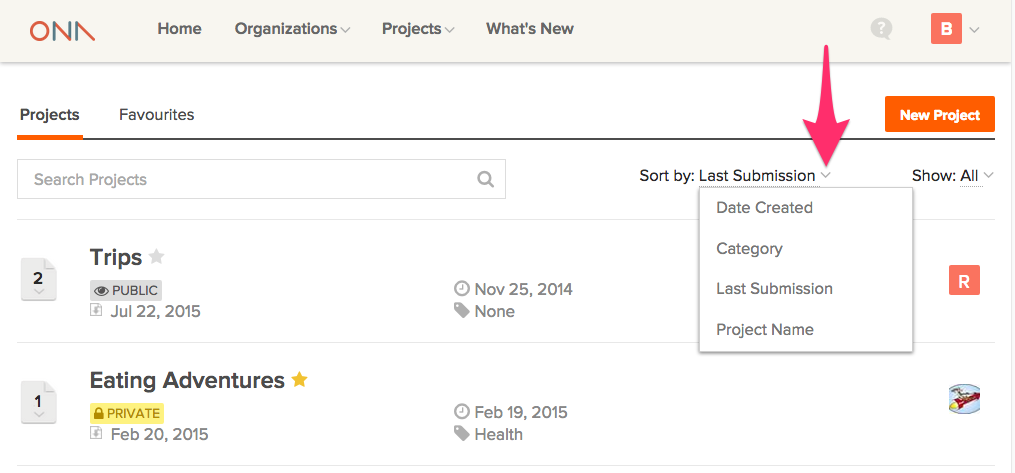 ONA Home Organizations Projects What's New B
Projects Favourites New Project
Search Projects Sort by: Last Submission Show: All
Date Created
Category
Last Submission
Project Name
2 Trips R
PUBLIC Nov 25, 2014
Jul 22, 2015 None
1 Eating Adventures
PRIVATE Feb 19, 2015
Feb 20, 2015 Health